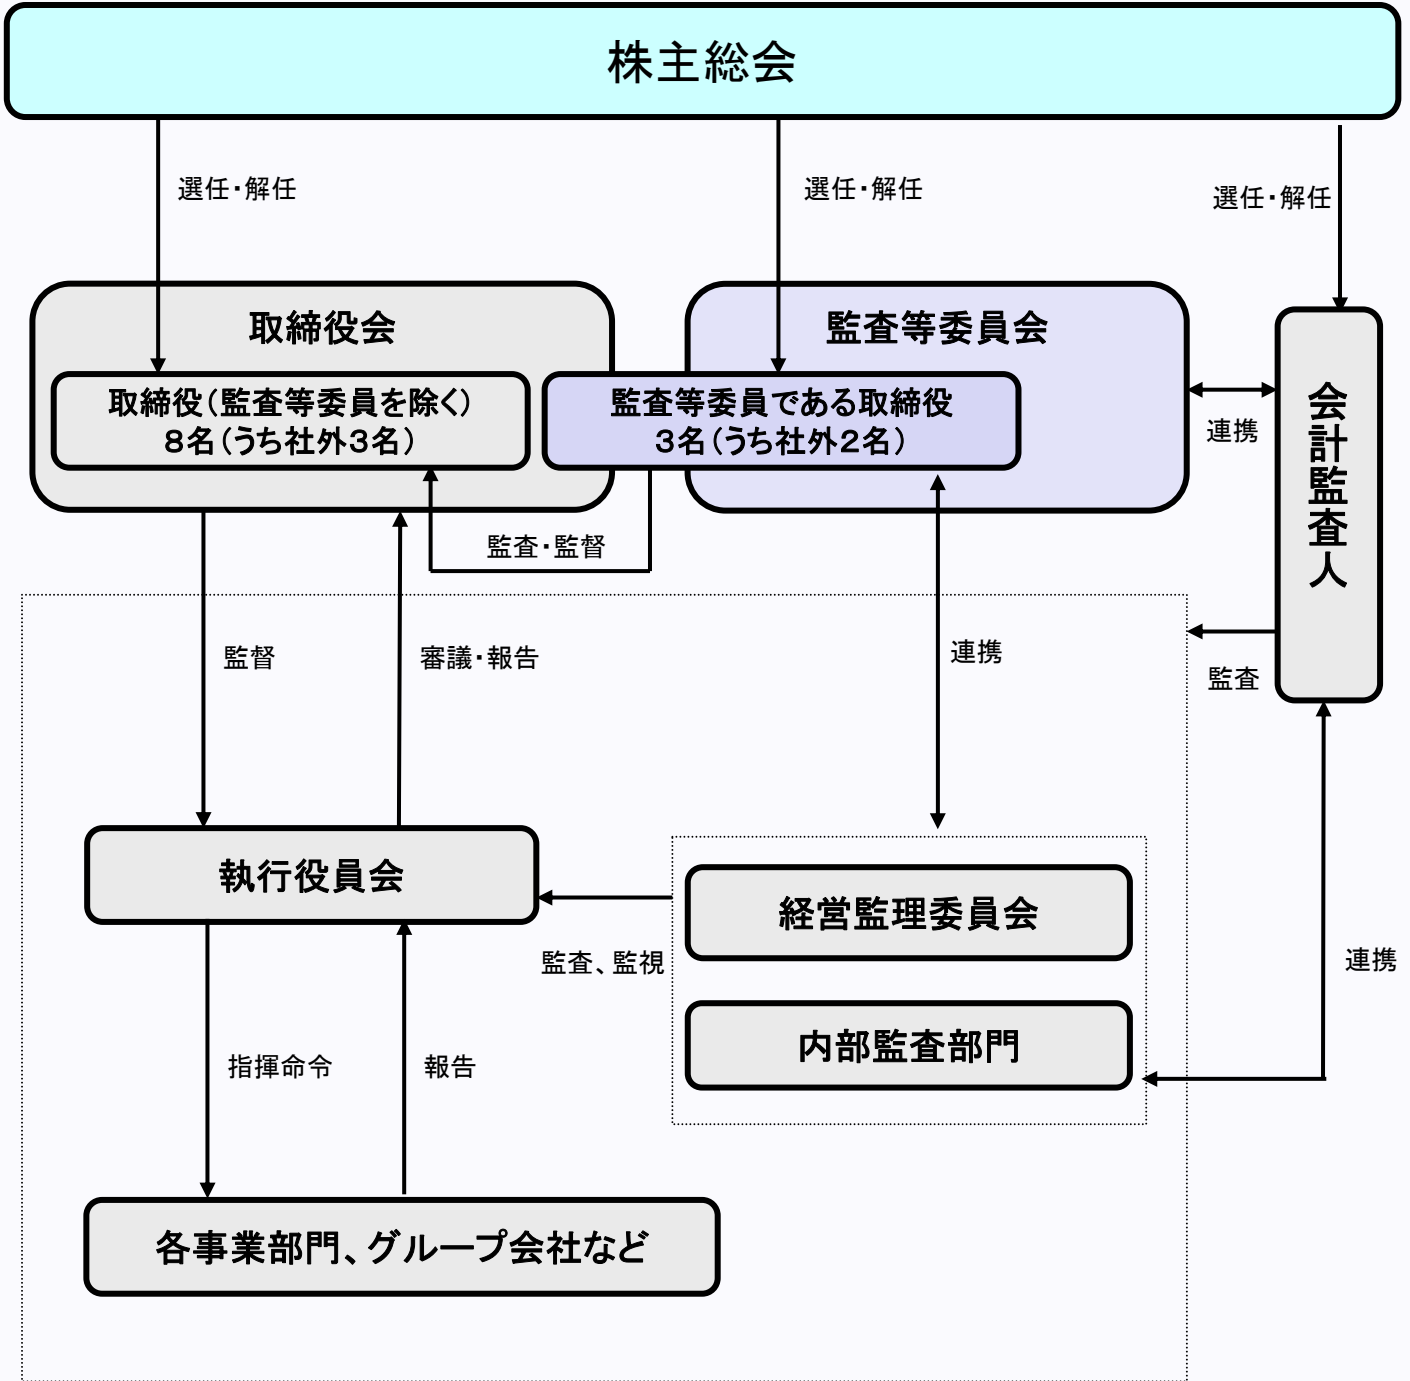 株主総会
選任・解任
選任・解任
選任・解任
取締役会
監査等委員会
取締役（監査等委員を除く）
８名（うち社外３名）
監査等委員である取締役
３名（うち社外２名）
連携
会計監査人
監査・監督
監督
審議・報告
連携
監査
執行役員会
経営監理委員会
監査、監視
連携
内部監査部門
指揮命令
報告
各事業部門、グループ会社など